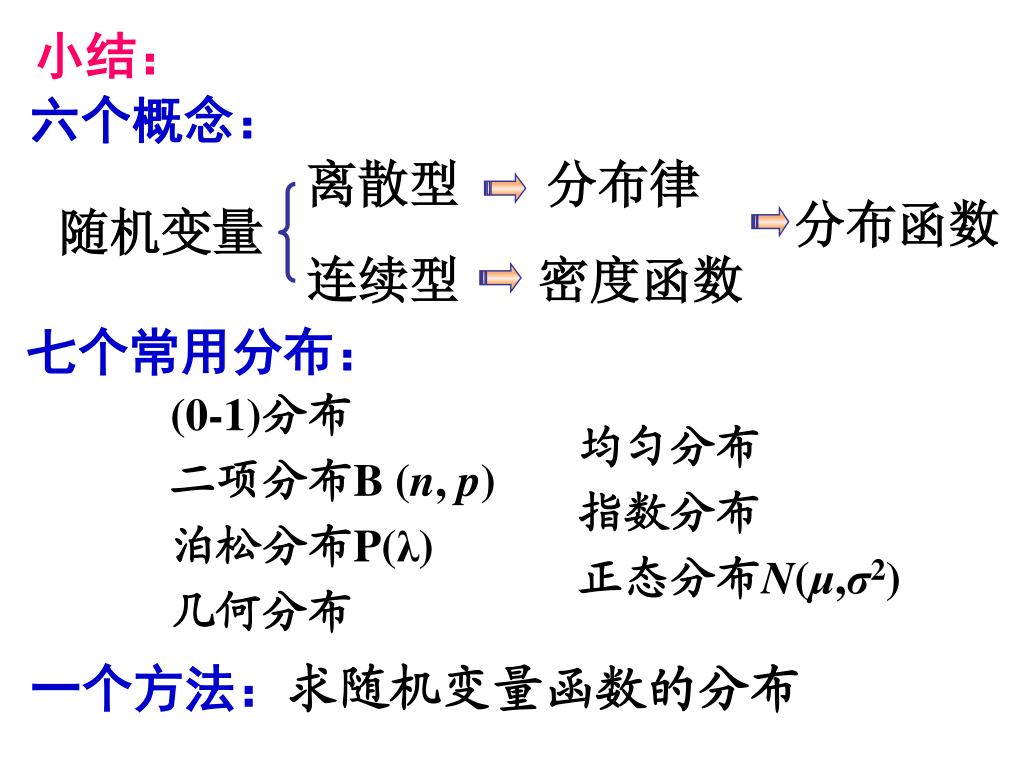 小结：
六个概念：
离散型 分布律
随机变量 分布函数
连续型 密度函数
七个常用分布：
(0-1)分布
二项分布B (n, p)
泊松分布P(λ)
几何分布
均匀分布
指数分布
正态分布N(μ,σ²)
一个方法：求随机变量函数的分布